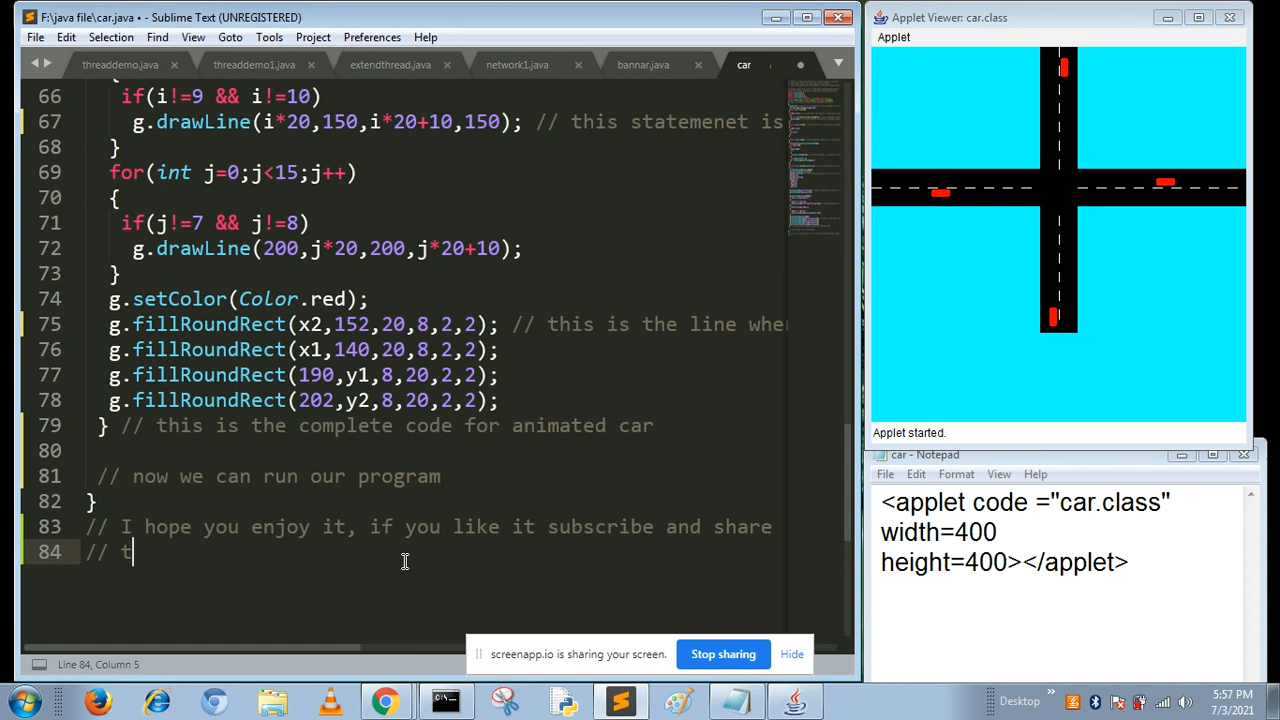 F:\java file\car.java • - Sublime Text (UNREGISTERED)
File Edit Selection Find View Goto Tools Project Preferences Help
threaddemo.java threaddemo1.java extendthread.java network1.java bannar.java car
{
66 if(i!=9 && i!=10)
67 g.drawLine(i*20,150,i*20+10,150); this statemenet is
68 }
69 for(int j=0;j<15;j++)
70 {
71 if(j!=7 && j!=8)
72 g.drawLine(200,j*20,200,j*20+10);
73 }
74 g.setColor(Color.red);
75 g.fillRoundRect(x2,152,20,8,2,2); // this is the line wher
76 g.fillRoundRect(x1,140,20,8,2,2);
77 g.fillRoundRect(190,y1,8,20,2,2);
78 g.fillRoundRect(202,y2,8,20,2,2);
79 } // this is the complete code for animated car
80
81 // now we can run our program
82 }
83 // I hope you enjoy it, if you like it subscribe and share
84 // t
screenapp.io is sharing your screen. Stop sharing Hide
Line 84, Column 5
Applet Viewer: car.class
Applet
Applet started.
car - Notepad
File Edit Format View Help
<applet code ="car.class"
width=400
height=400></applet>
Desktop
5:57 PM
7/3/2021